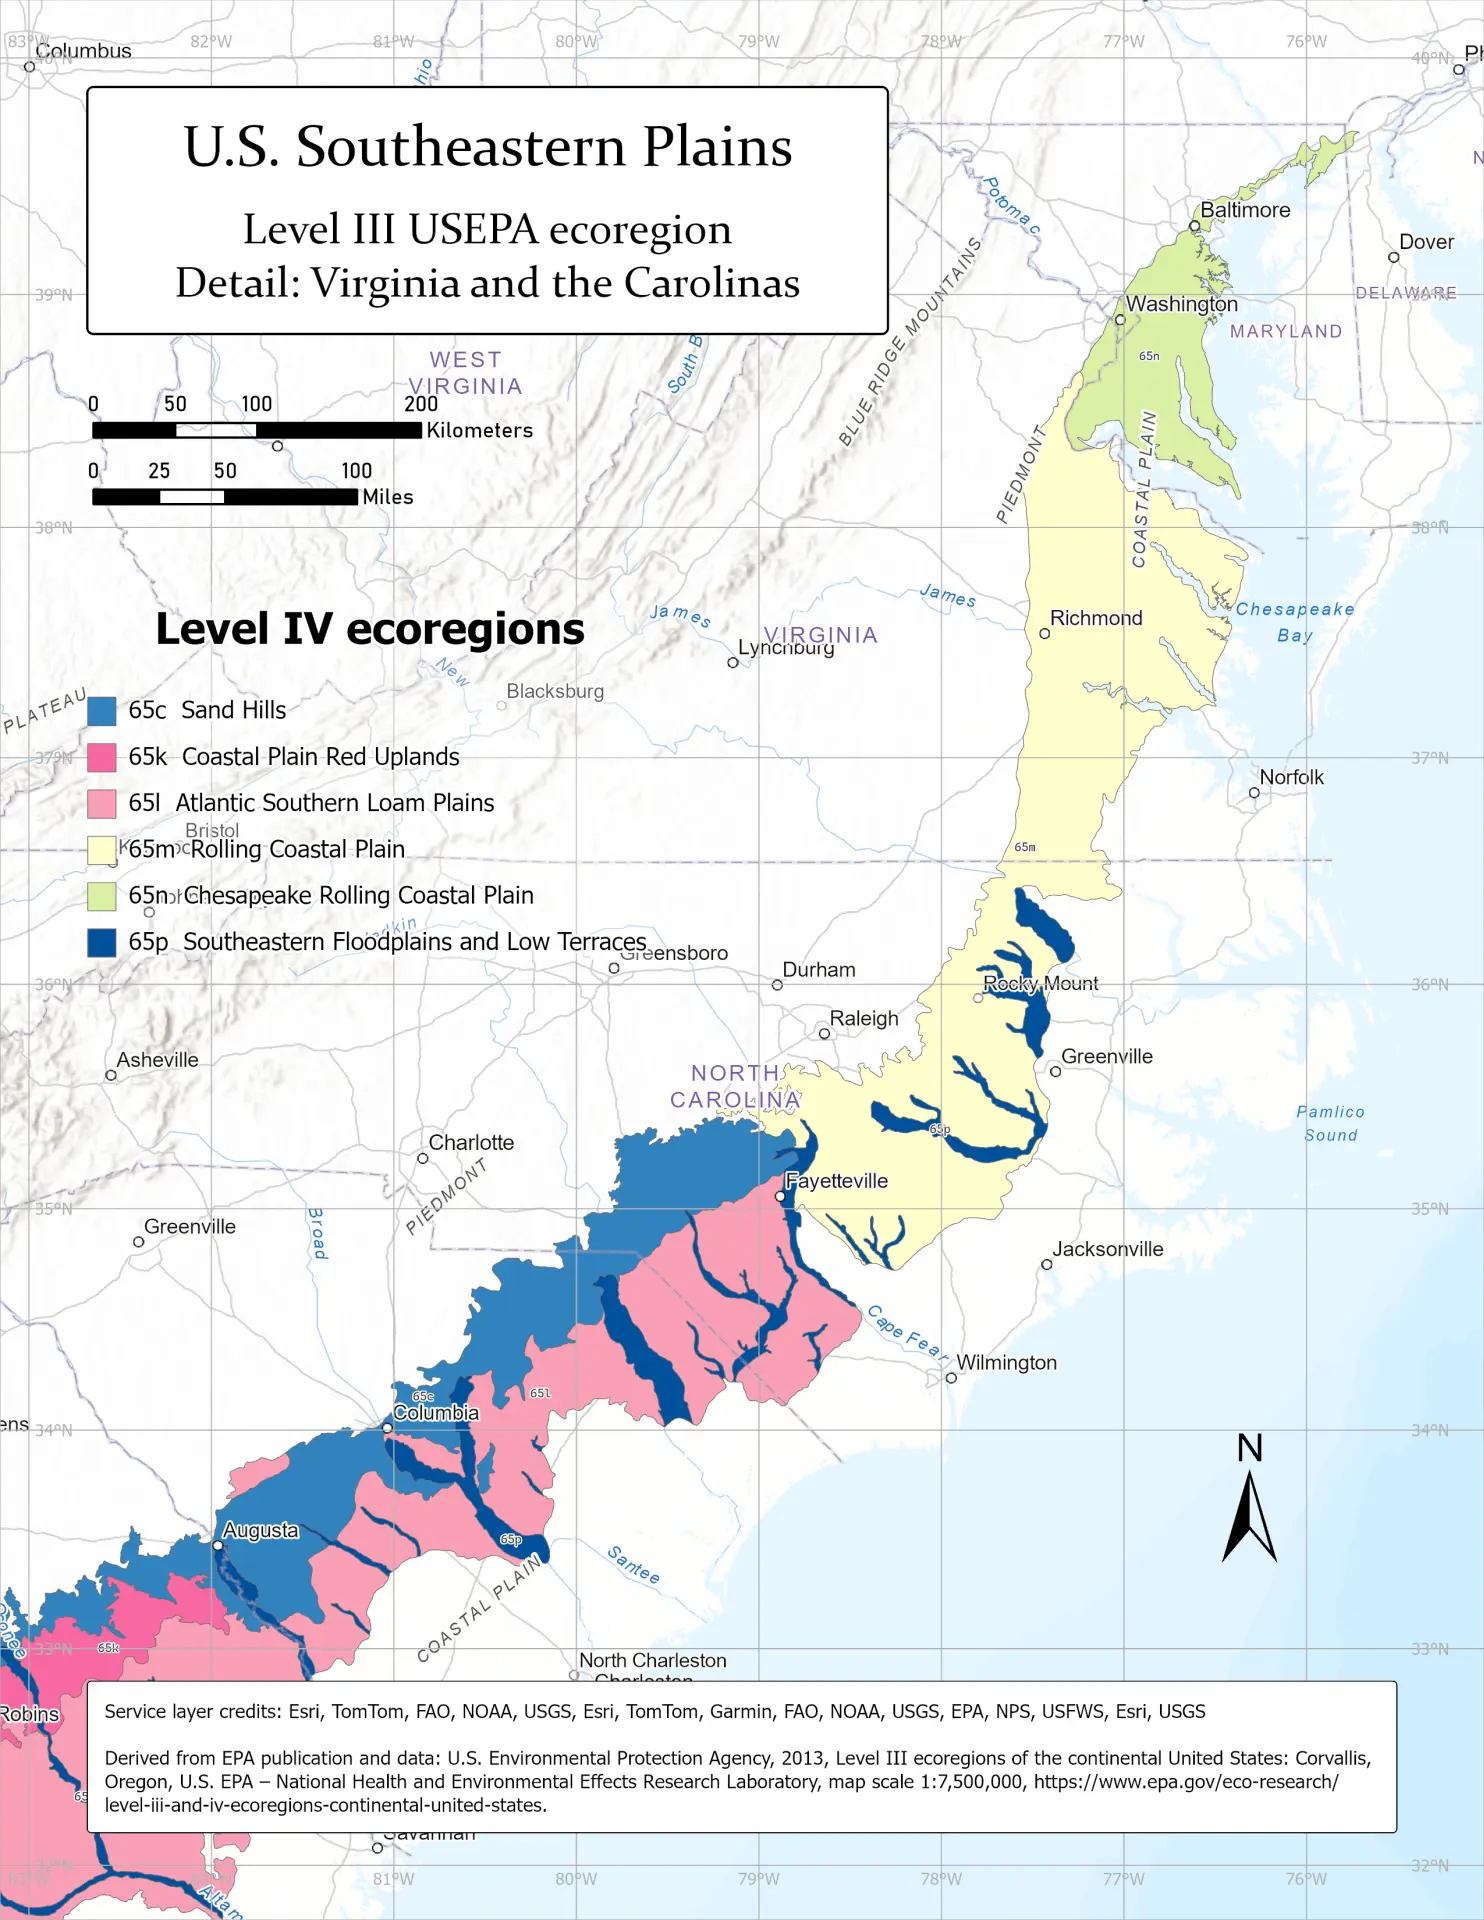 83°W
82°W
81°W
80°W
79°W
78°W
77°W
76°W
Columbus
40°N
40°N
U.S. Southeastern Plains
Level III USEPA ecoregion
Detail: Virginia and the Carolinas
Potomac
Baltimore
Dover
39°N
DELAWARE
Washington
MARYLAND
BLUE RIDGE MOUNTAINS
65n
WEST
VIRGINIA
South B
0 50 100 200
Kilometers
0 25 50 100
Miles
PIEDMONT
COASTAL PLAIN
38°N
38°N
Level IV ecoregions
James
James
Richmond
Chesapeake
Bay
VIRGINIA
Lynchburg
New
Blacksburg
PLATEAU
65c Sand Hills
65k Coastal Plain Red Uplands
37°N
37°N
Norfolk
65l Atlantic Southern Loam Plains
Bristol
65m Rolling Coastal Plain
65m
65n Chesapeake Rolling Coastal Plain
65p Southeastern Floodplains and Low Terraces
Greensboro
Durham
36°N
Rocky Mount
36°N
Raleigh
Asheville
Greenville
NORTH
CAROLINA
Pamlico
Sound
65p
Charlotte
PIEDMONT
Fayetteville
35°N
35°N
Greenville
Broad
Jacksonville
Cape Fear
Wilmington
65c
65l
Columbia
34°N
34°N
N
Augusta
65p
Santee
COASTAL PLAIN
33°N
65k
33°N
North Charleston
Charleston
Robins
Service layer credits: Esri, TomTom, FAO, NOAA, USGS, Esri, TomTom, Garmin, FAO, NOAA, USGS, EPA, NPS, USFWS, Esri, USGS
Derived from EPA publication and data: U.S. Environmental Protection Agency, 2013, Level III ecoregions of the continental United States: Corvallis,
Oregon, U.S. EPA – National Health and Environmental Effects Research Laboratory, map scale 1:7,500,000, https://www.epa.gov/eco-research/
level-iii-and-iv-ecoregions-continental-united-states.
Savannah
32°N
32°N
83°W
81°W
80°W
79°W
78°W
77°W
76°W
Altam